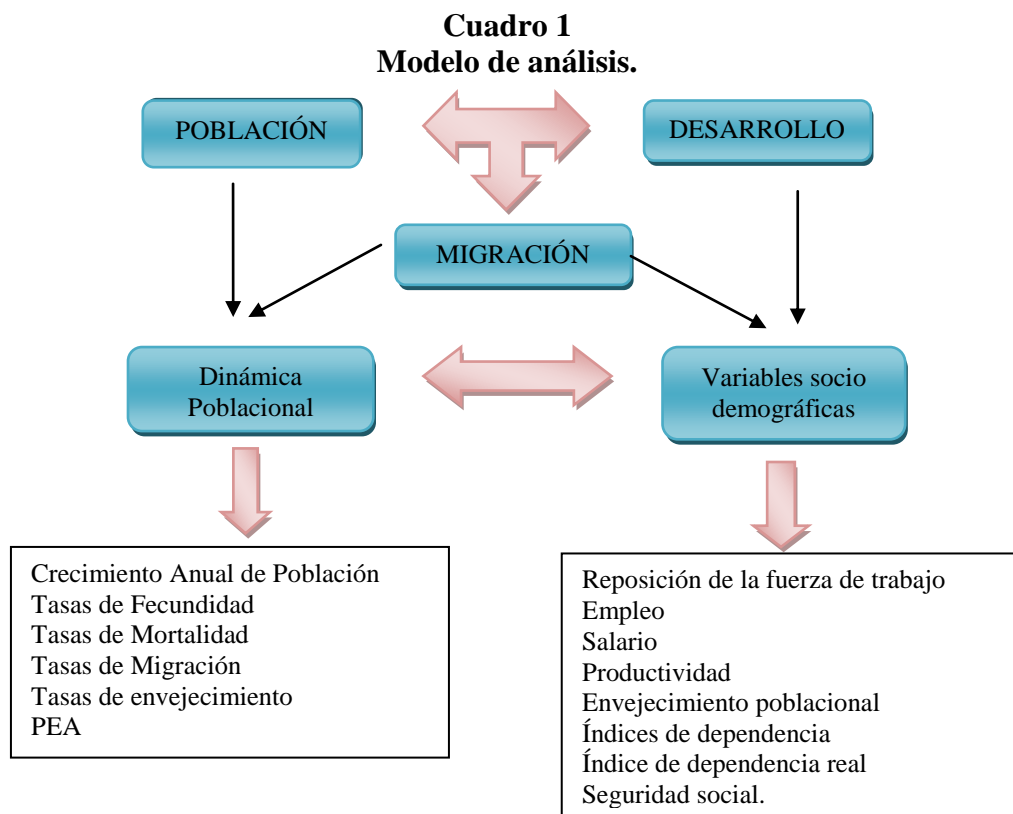 Cuadro 1
Modelo de análisis.
POBLACIÓN
DESARROLLO
MIGRACIÓN
Dinámica
Poblacional
Variables socio
demográficas
Crecimiento Anual de Población
Tasas de Fecundidad
Tasas de Mortalidad
Tasas de Migración
Tasas de envejecimiento
PEA
Reposición de la fuerza de trabajo
Empleo
Salario
Productividad
Envejecimiento poblacional
Índices de dependencia
Índice de dependencia real
Seguridad social.